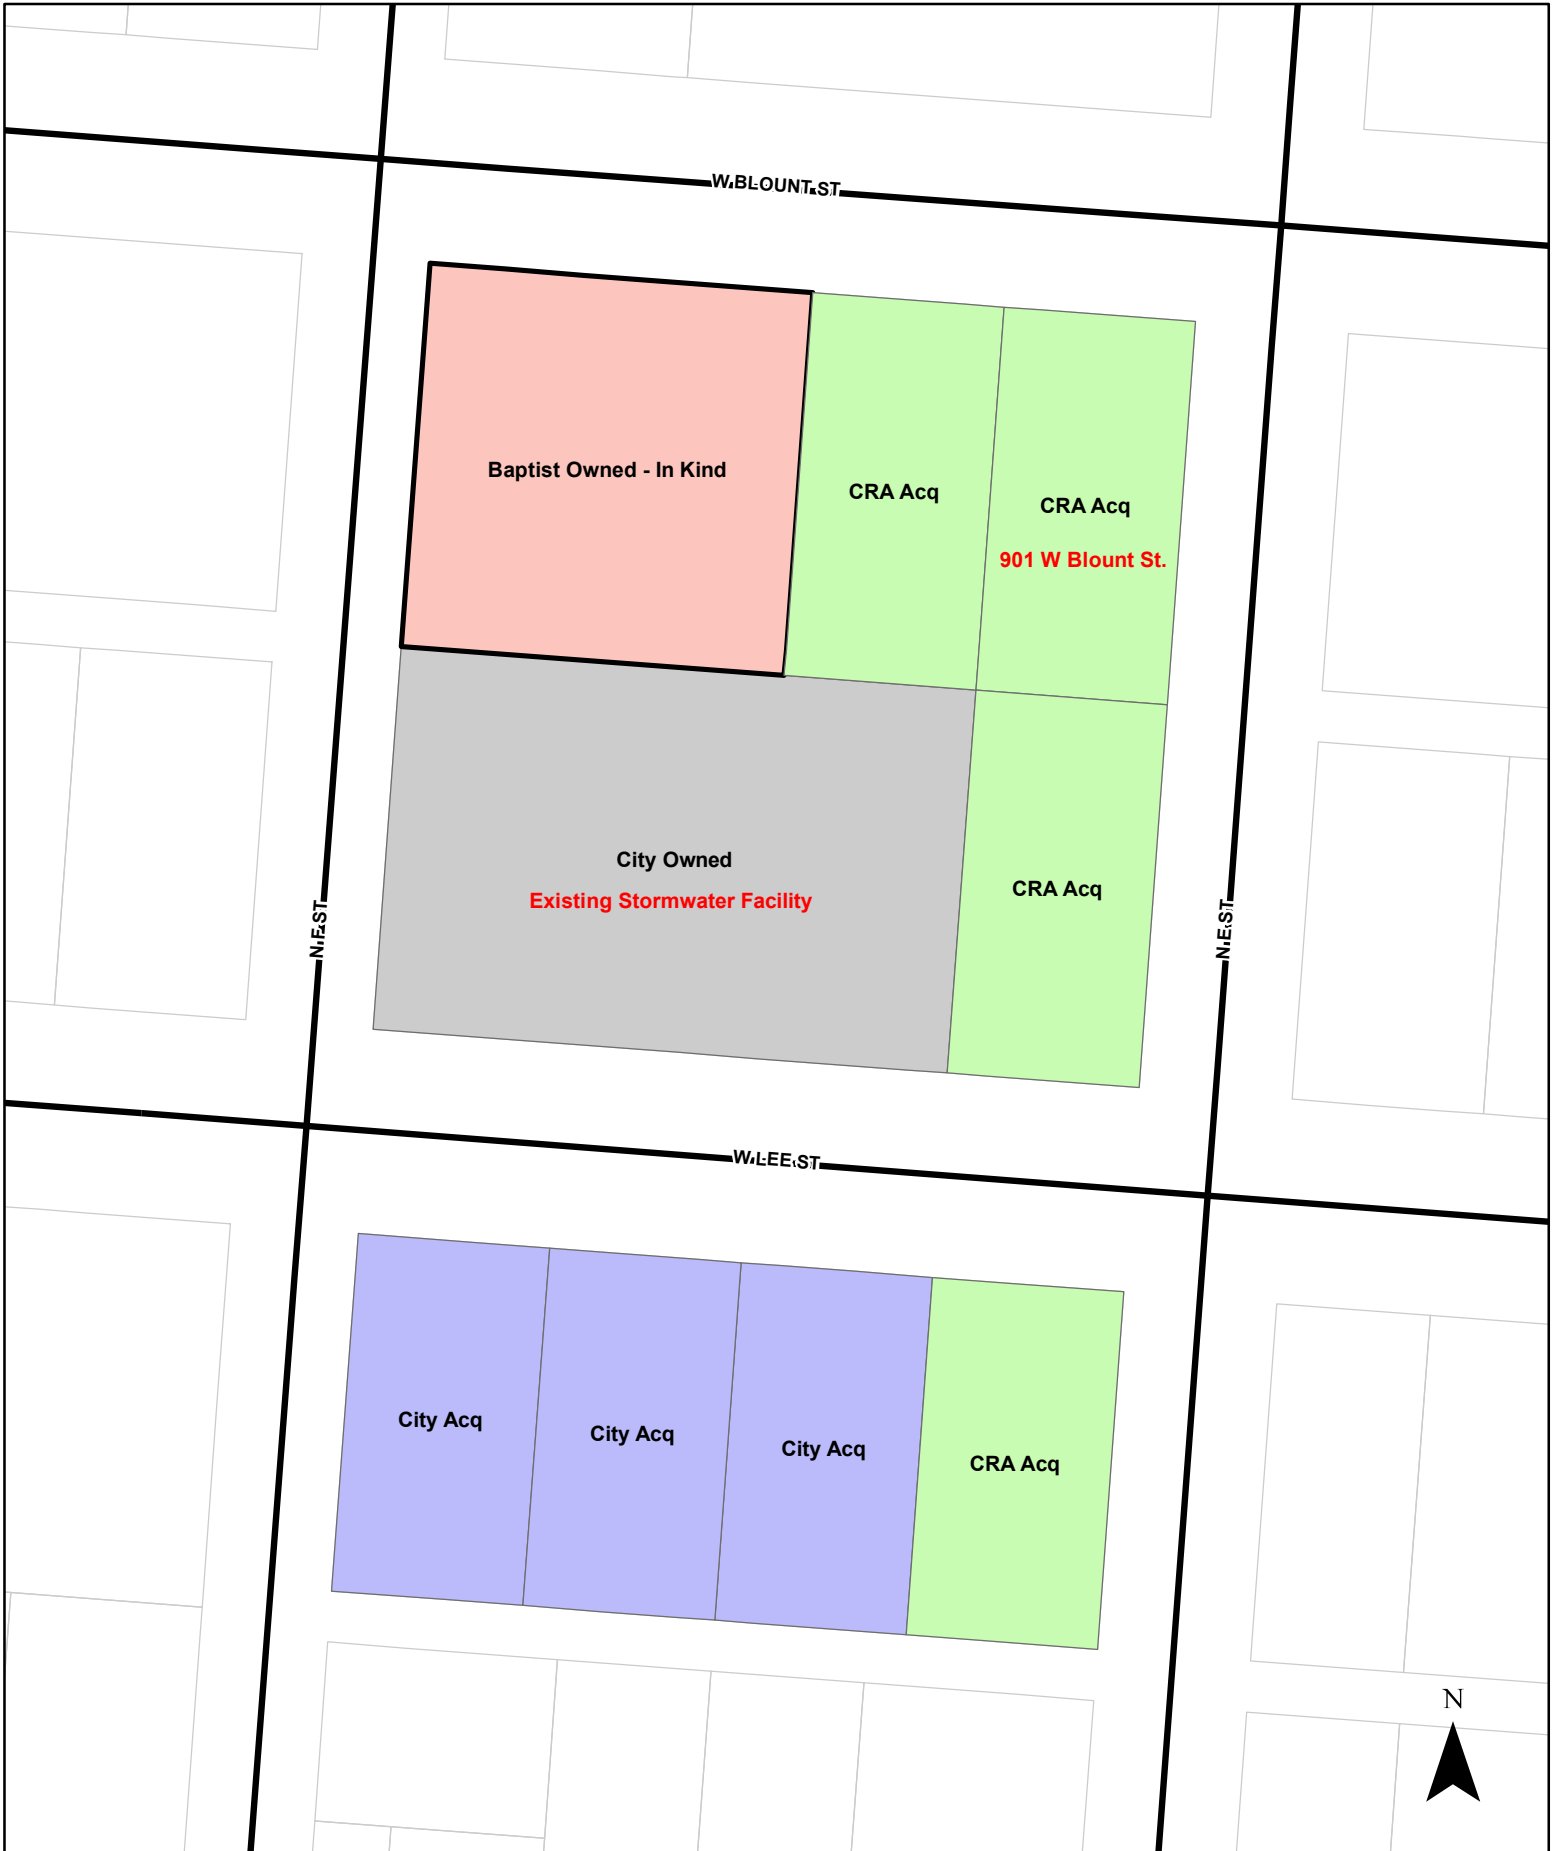 W BLOUNT ST
Baptist Owned - In Kind
CRA Acq
CRA Acq
901 W Blount St.
City Owned
Existing Stormwater Facility
CRA Acq
N F ST
N E ST
W LEE ST
City Acq
City Acq
City Acq
CRA Acq
N